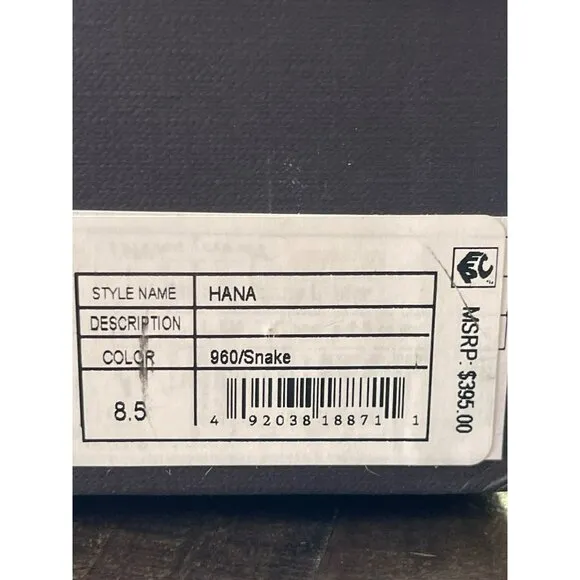 STYLE NAME HANA
DESCRIPTION
COLOR 960/Snake
8.5
4 92038 18871 1
MSRP: $395.00